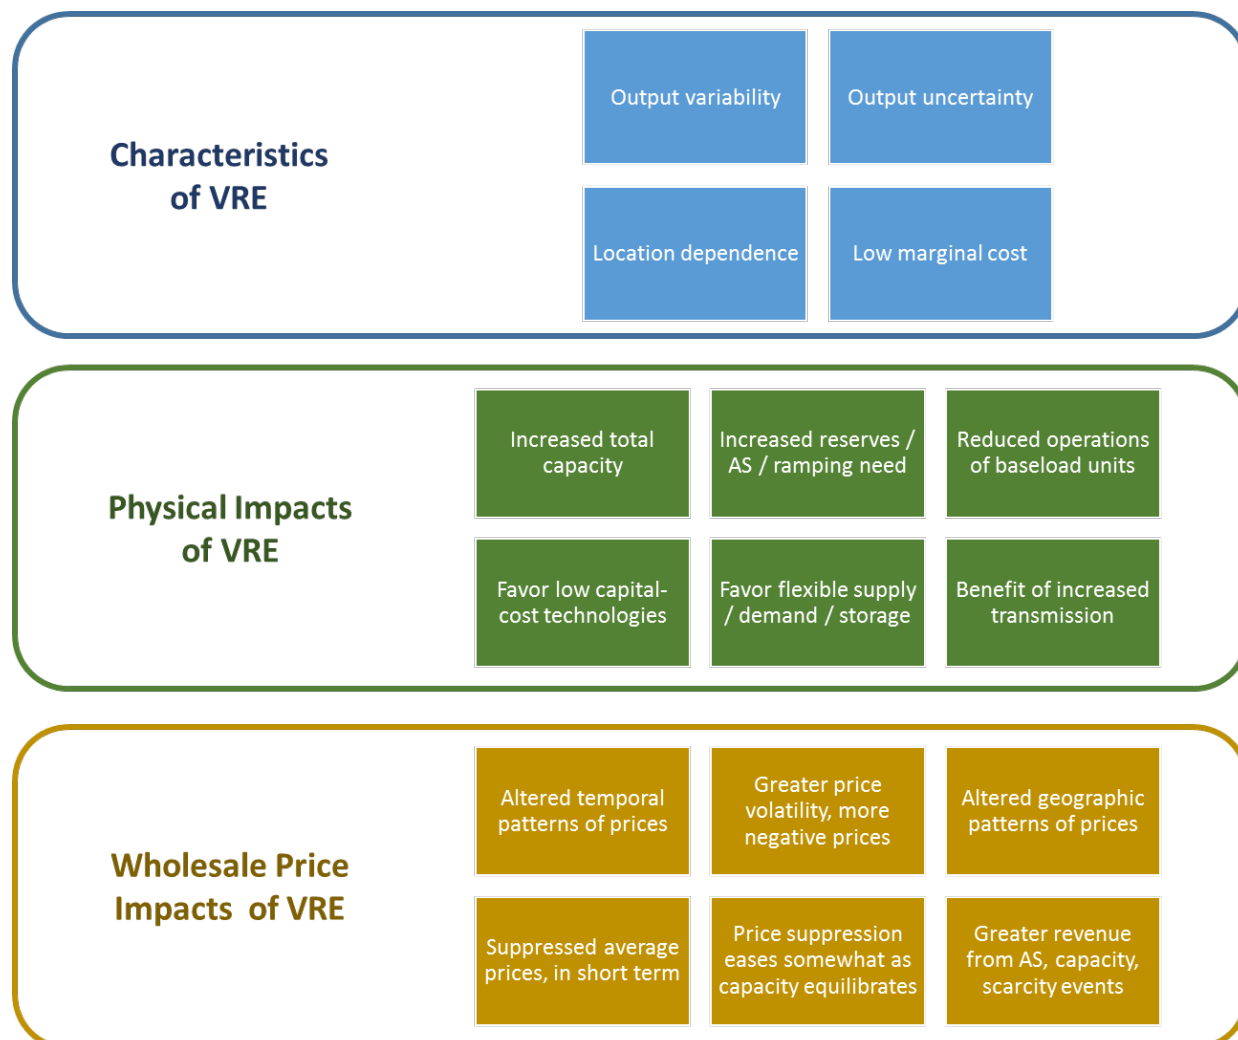 Characteristics
of VRE
Output variability
Output uncertainty
Location dependence
Low marginal cost
Physical Impacts
of VRE
Increased total
capacity
Increased reserves /
AS / ramping need
Reduced operations
of baseload units
Favor low capital-
cost technologies
Favor flexible supply
/ demand / storage
Benefit of increased
transmission
Wholesale Price
Impacts of VRE
Altered temporal
patterns of prices
Greater price
volatility, more
negative prices
Altered geographic
patterns of prices
Suppressed average
prices, in short term
Price suppression
eases somewhat as
capacity equilibrates
Greater revenue
from AS, capacity,
scarcity events